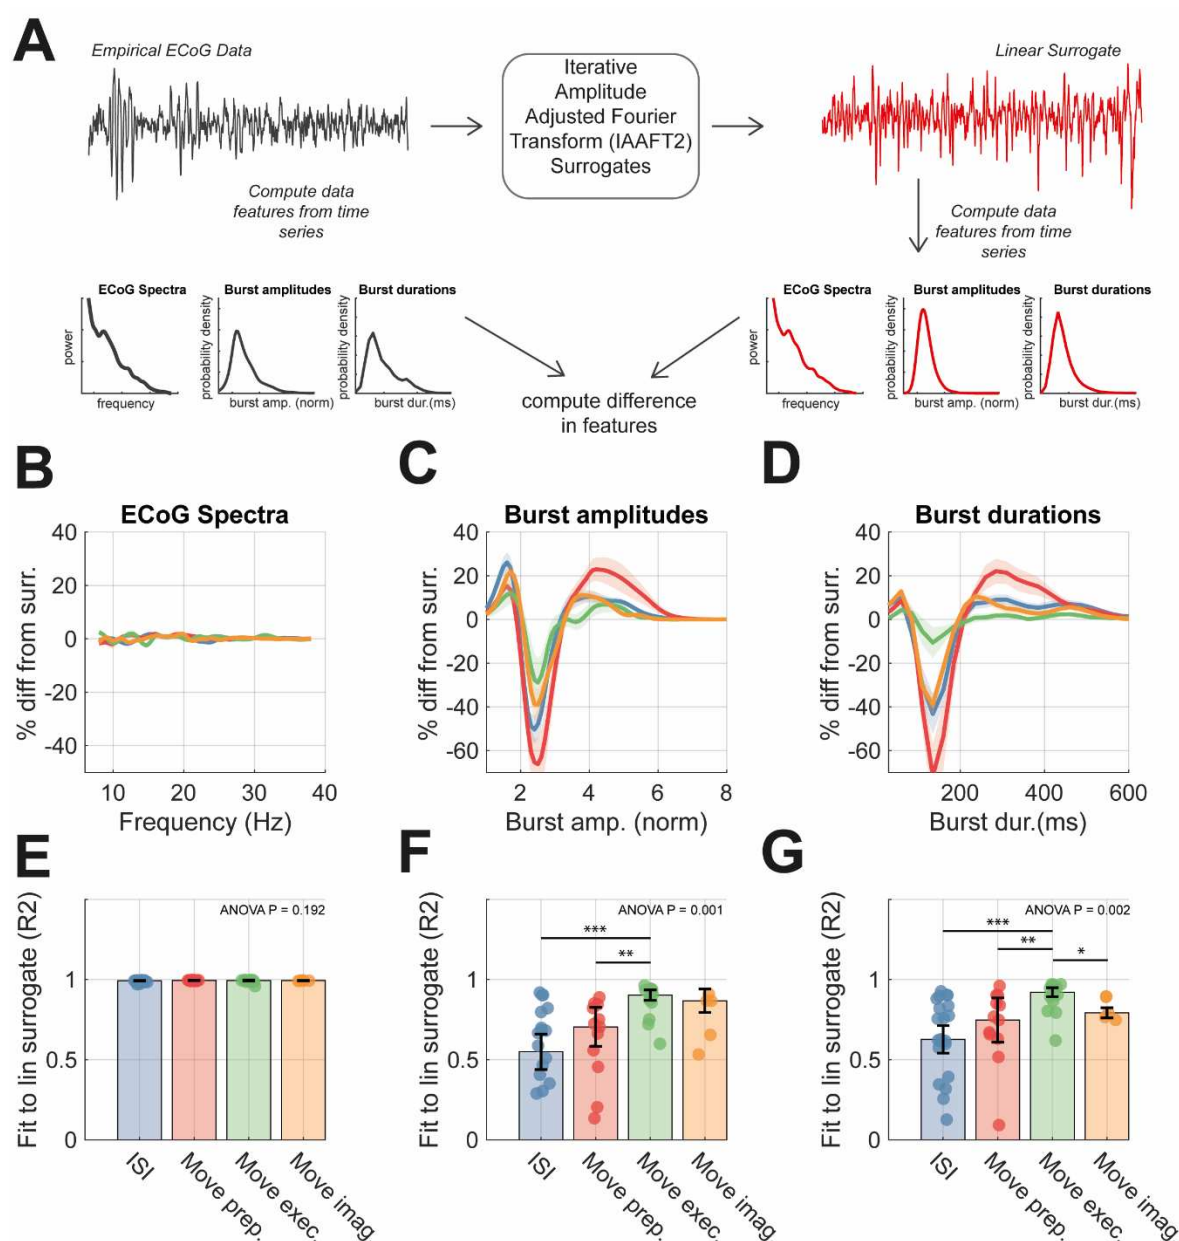 A
Empirical ECoG Data
Iterative
Amplitude
Adjusted Fourier
Transform (IAAFT2)
Surrogates
Linear Surrogate
Compute data
features from time
series
Compute data
features from time
series
ECoG Spectra
power
frequency
Burst amplitudes
probability density
burst amp. (norm)
Burst durations
probability density
burst dur.(ms)
compute difference
in features
ECoG Spectra
power
frequency
Burst amplitudes
probability density
burst amp. (norm)
Burst durations
probability density
burst dur.(ms)
B
ECoG Spectra
% diff from surr.
40
20
0
-20
-40
10
20
30
40
Frequency (Hz)
C
Burst amplitudes
% diff from surr.
40
20
0
-20
-40
-60
2
4
6
8
Burst amp. (norm)
D
Burst durations
% diff from surr.
40
20
0
-20
-40
-60
200
400
600
Burst dur.(ms)
E
Fit to lin surrogate (R2)
ANOVA P = 0.192
1
0.5
0
ISI
Move prep.
Move exec.
Move imag
F
Fit to lin surrogate (R2)
ANOVA P = 0.001
***
**
1
0.5
0
ISI
Move prep.
Move exec.
Move imag
G
Fit to lin surrogate (R2)
ANOVA P = 0.002
***
**
*
1
0.5
0
ISI
Move prep.
Move exec.
Move imag